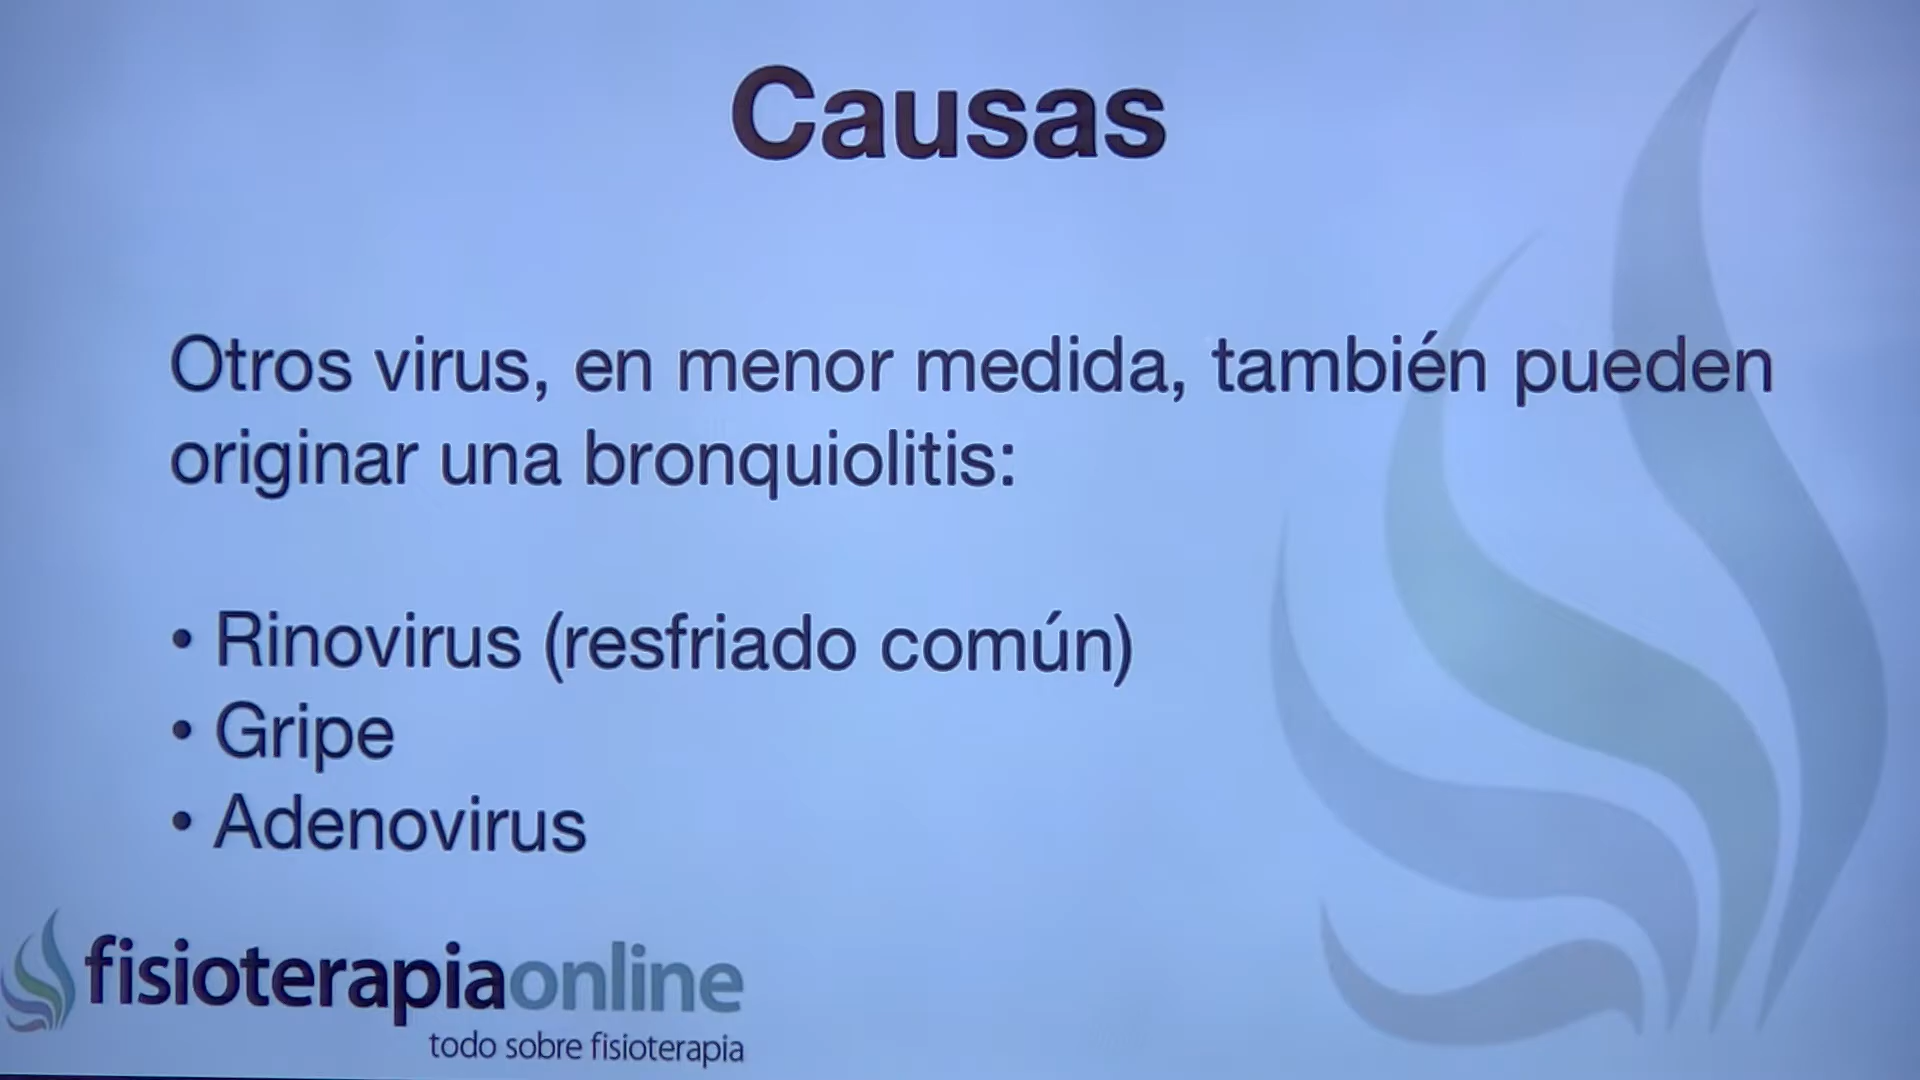 Causas
Otros virus, en menor medida, también pueden
originar una bronquiolitis:
• Rinovirus (resfriado común)
• Gripe
• Adenovirus
fisioterapiaonline
todo sobre fisioterapia